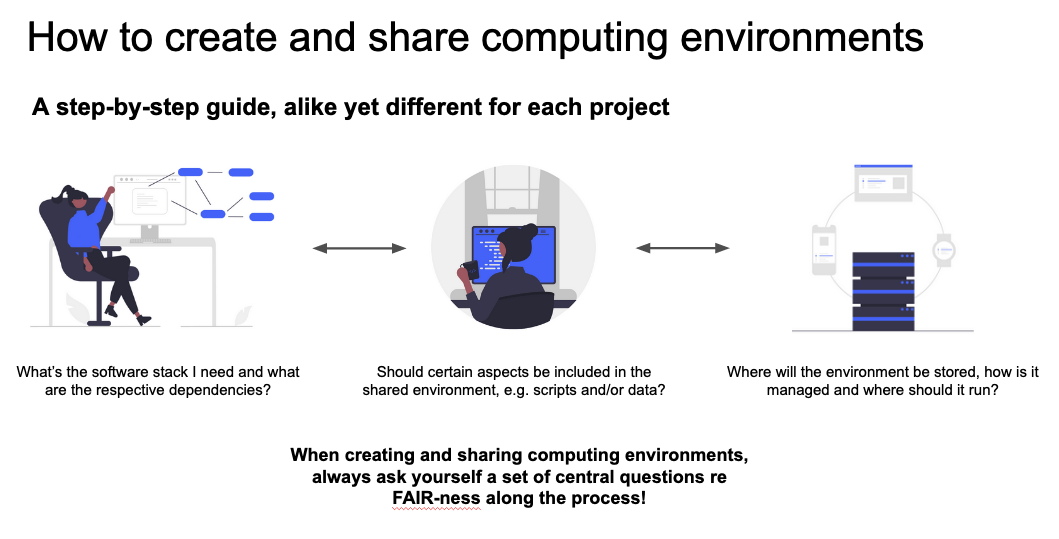 How to create and share computing environments
A step-by-step guide, alike yet different for each project
What's the software stack I need and what
are the respective dependencies?
Should certain aspects be included in the
shared environment, e.g. scripts and/or data?
Where will the environment be stored, how is it
managed and where should it run?
When creating and sharing computing environments,
always ask yourself a set of central questions re
FAIR-ness along the process!